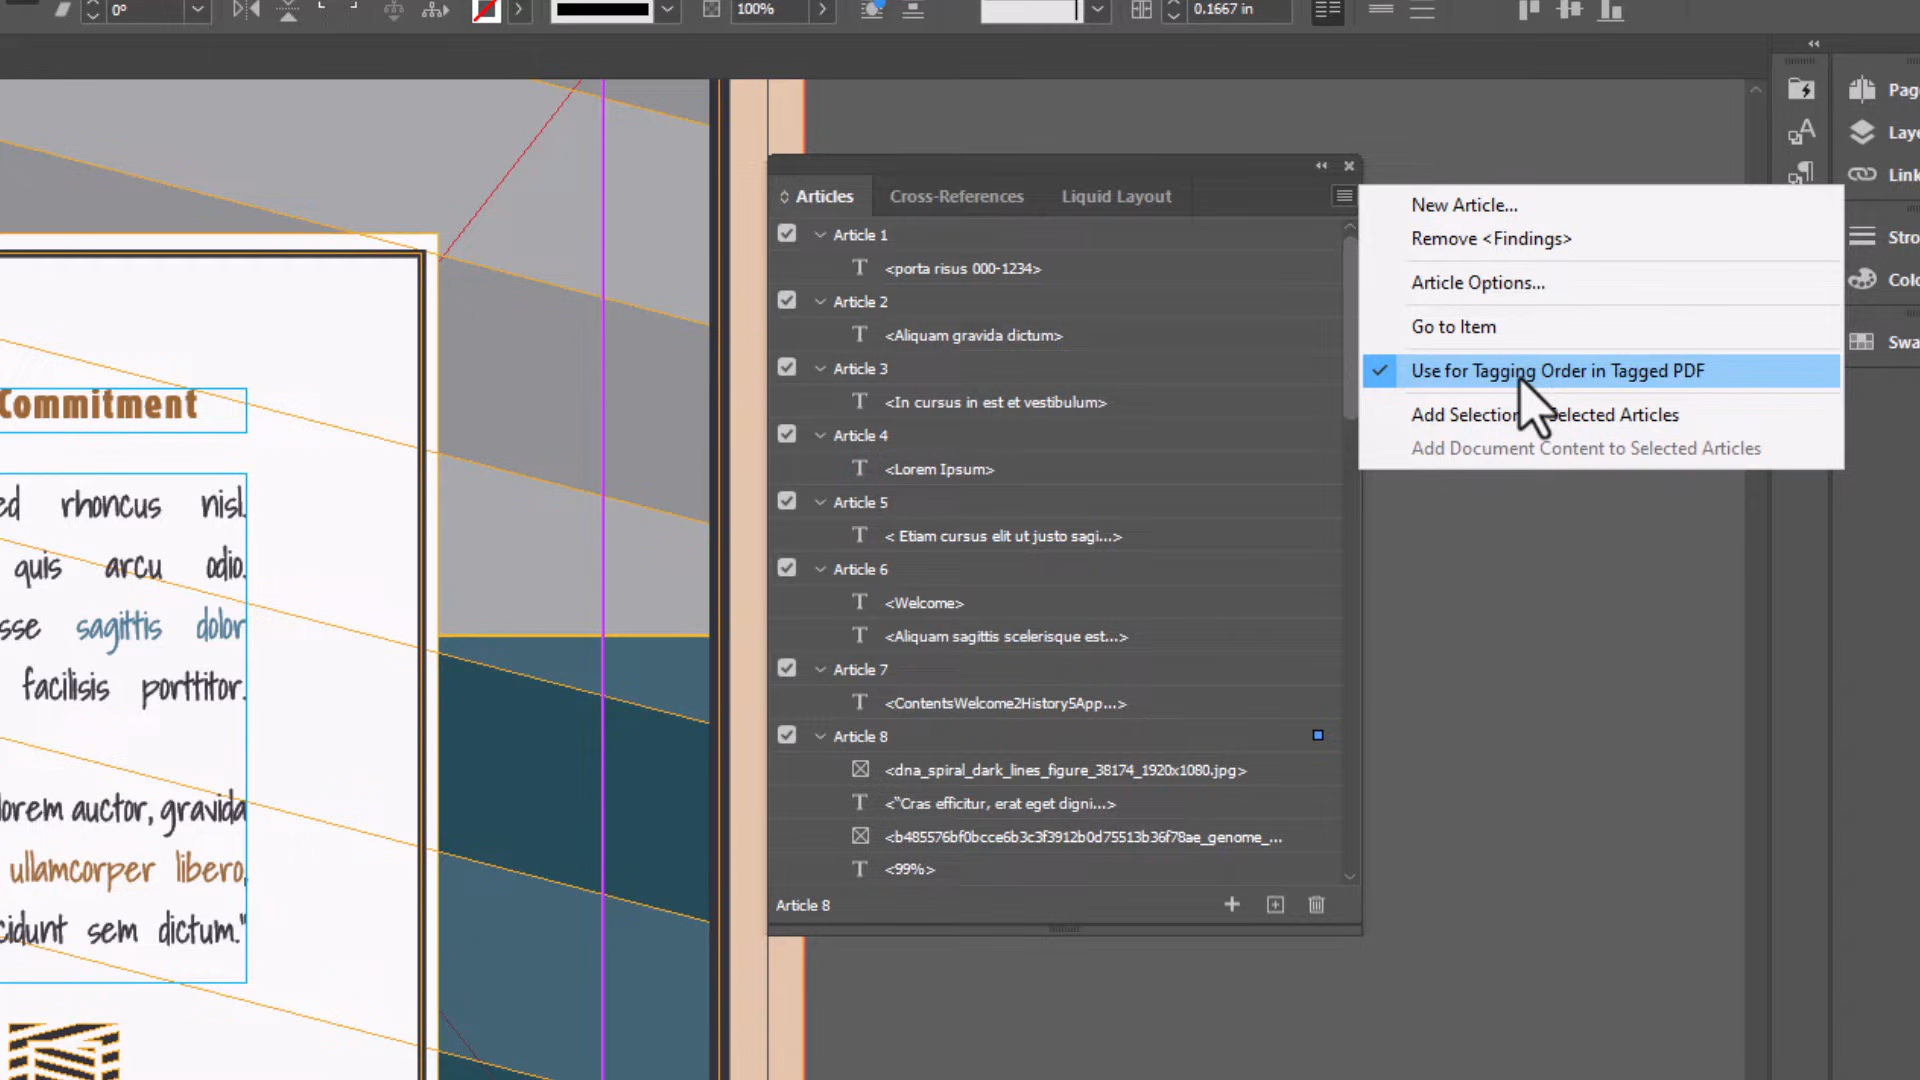 0°
100%
0.1667 in
Pag
Laye
Link
Stro
Colo
Swa
Articles
Cross-References
Liquid Layout
Article 1
<porta risus 000-1234>
Article 2
<Aliquam gravida dictum>
Article 3
<In cursus in est et vestibulum>
Article 4
<Lorem Ipsum>
Article 5
< Etiam cursus elit ut justo sagi...>
Article 6
<Welcome>
<Aliquam sagittis scelerisque est...>
Article 7
<ContentsWelcome2History5App...>
Article 8
<dna_spiral_dark_lines_figure_38174_1920x1080.jpg>
<"Cras efficitur, erat eget digni...>
<b485576bf0bcce6b3c3f3912b0d75513b36f78ae_genome_...
<99%>
Article 8
New Article...
Remove <Findings>
Article Options...
Go to Item
Use for Tagging Order in Tagged PDF
Add Selection Selected Articles
Add Document Content to Selected Articles
Commitment
ed rhoncus nisl.
quis arcu odio.
sse sagittis dolor
facilisis porttitor.
lorem auctor, gravida
ullamcorper libero,
cidunt sem dictum."